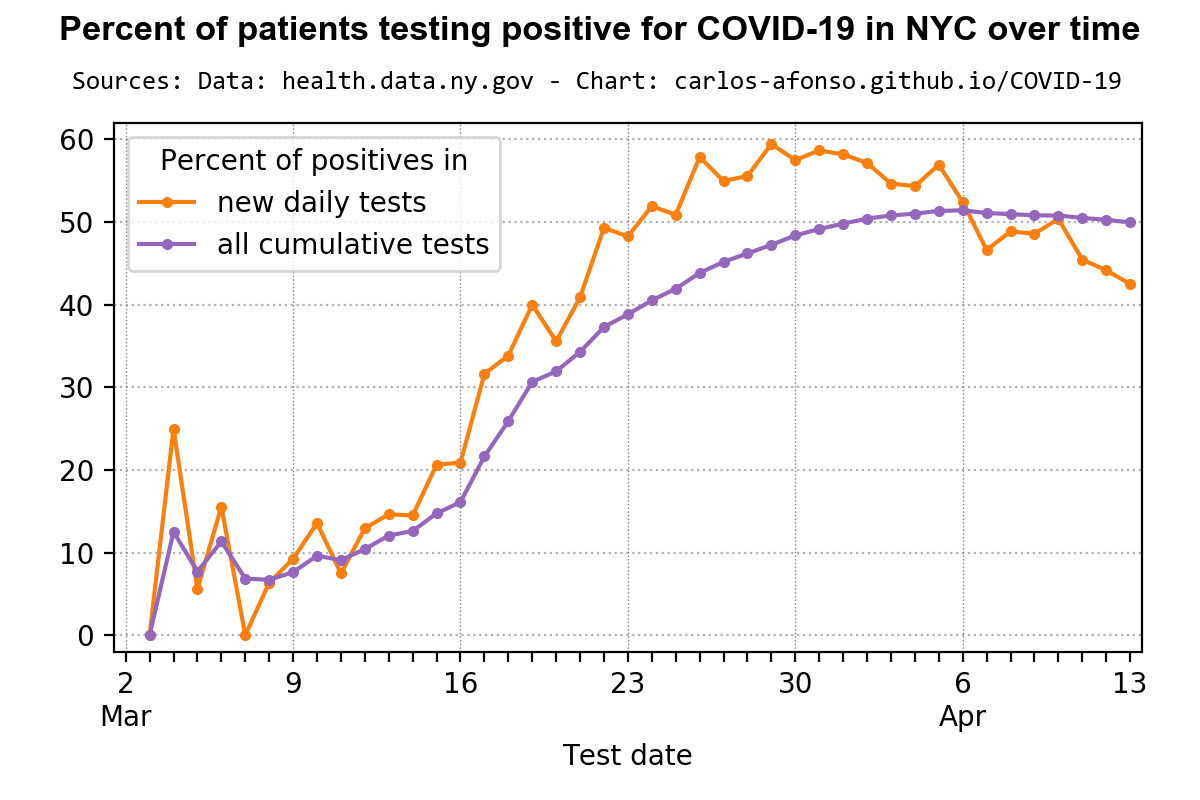 Percent of patients testing positive for COVID-19 in NYC over time
Sources: Data: health.data.ny.gov - Chart: carlos-afonso.github.io/COVID-19
Percent of positives in
new daily tests
all cumulative tests
60
50
40
30
20
10
0
2 9 16 23 30 6 13
Mar Apr
Test date